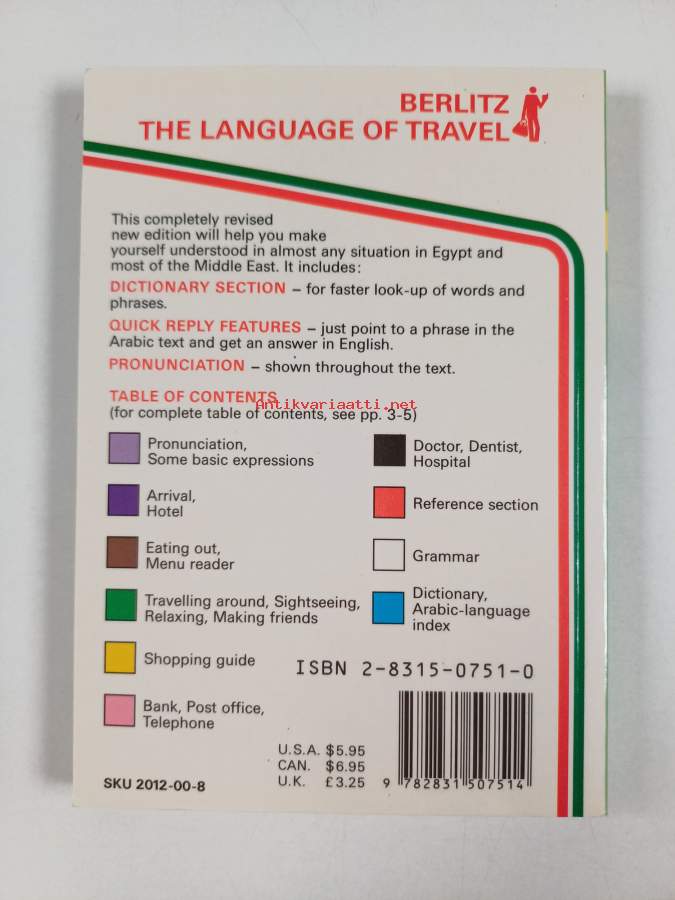 BERLITZ
THE LANGUAGE OF TRAVEL
This completely revised
new edition will help you make
yourself understood in almost any situation in Egypt and
most of the Middle East. It includes:
DICTIONARY SECTION – for faster look-up of words and
phrases.
QUICK REPLY FEATURES – just point to a phrase in the
Arabic text and get an answer in English.
PRONUNCIATION – shown throughout the text.
TABLE OF CONTENTS
Antikvariaatti.net
(for complete table of contents, see pp. 3-5)
Pronunciation,
Some basic expressions
Arrival,
Hotel
Eating out,
Menu reader
Travelling around, Sightseeing,
Relaxing, Making friends
Shopping guide
Bank, Post office,
Telephone
Doctor, Dentist,
Hospital
Reference section
Grammar
Dictionary,
Arabic-language
index
ISBN 2-8315-0751-0
U.S.A. $5.95
CAN. $6.95
U.K. £3.25
9 782831 507514
SKU 2012-00-8